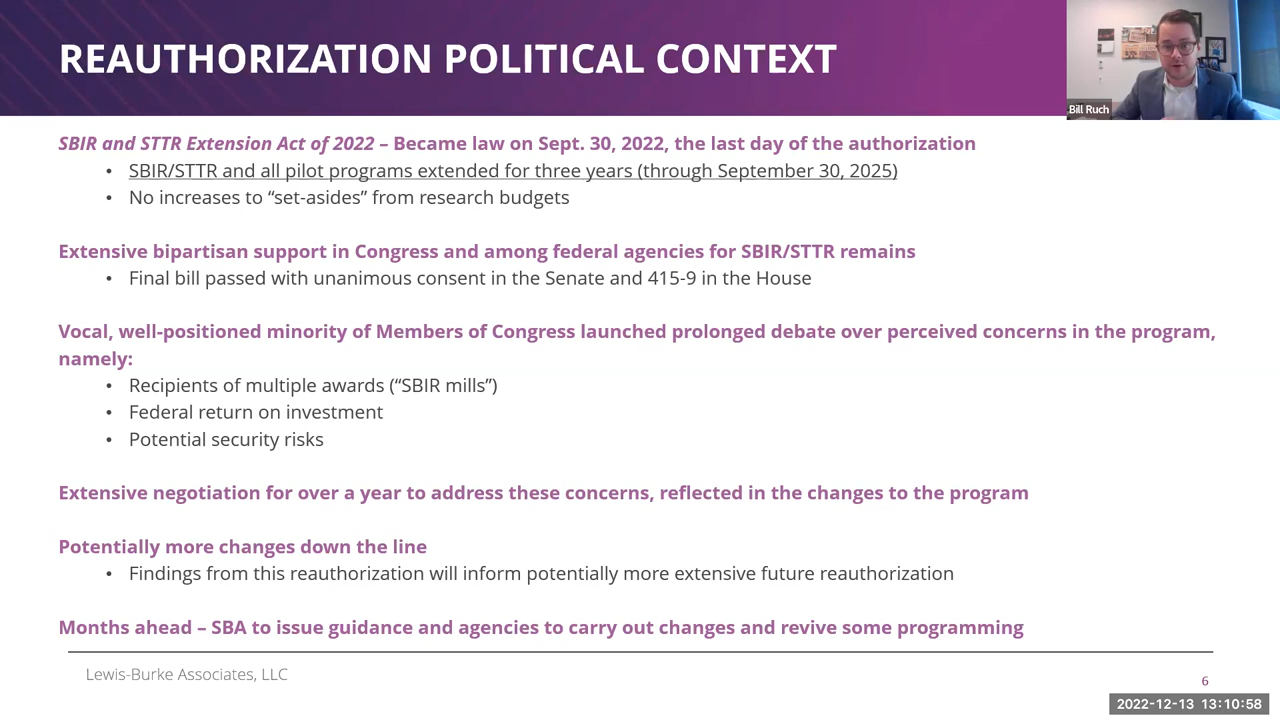 REAUTHORIZATION POLITICAL CONTEXT
Bill Ruch
SBIR and STTR Extension Act of 2022 – Became law on Sept. 30, 2022, the last day of the authorization
• SBIR/STTR and all pilot programs extended for three years (through September 30, 2025)
• No increases to “set-asides” from research budgets
Extensive bipartisan support in Congress and among federal agencies for SBIR/STTR remains
• Final bill passed with unanimous consent in the Senate and 415-9 in the House
Vocal, well-positioned minority of Members of Congress launched prolonged debate over perceived concerns in the program,
namely:
• Recipients of multiple awards (“SBIR mills”)
• Federal return on investment
• Potential security risks
Extensive negotiation for over a year to address these concerns, reflected in the changes to the program
Potentially more changes down the line
• Findings from this reauthorization will inform potentially more extensive future reauthorization
Months ahead – SBA to issue guidance and agencies to carry out changes and revive some programming
Lewis-Burke Associates, LLC
6
2022-12-13 13:10:58